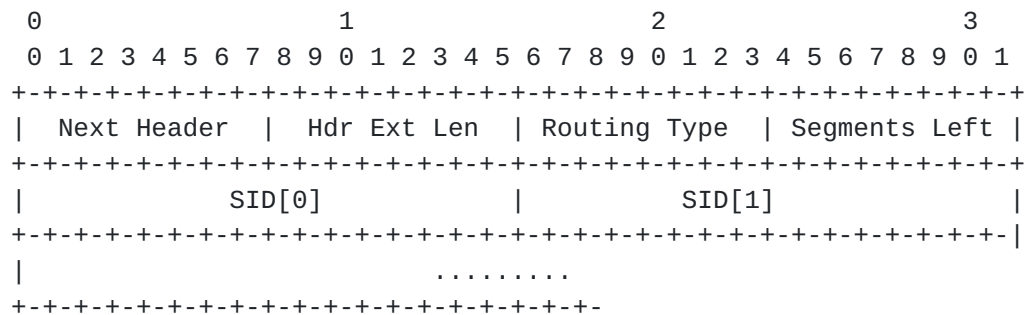 0                   1                   2                   3
 0 1 2 3 4 5 6 7 8 9 0 1 2 3 4 5 6 7 8 9 0 1 2 3 4 5 6 7 8 9 0 1
+-+-+-+-+-+-+-+-+-+-+-+-+-+-+-+-+-+-+-+-+-+-+-+-+-+-+-+-+-+-+-+-+
|  Next Header  |  Hdr Ext Len  | Routing Type  | Segments Left |
+-+-+-+-+-+-+-+-+-+-+-+-+-+-+-+-+-+-+-+-+-+-+-+-+-+-+-+-+-+-+-+-+
|             SID[0]            |          SID[1]               |
+-+-+-+-+-+-+-+-+-+-+-+-+-+-+-+-+-+-+-+-+-+-+-+-+-+-+-+-+-+-+-+-|
|                          .........
+-+-+-+-+-+-+-+-+-+-+-+-+-+-+-+-+-+-+-